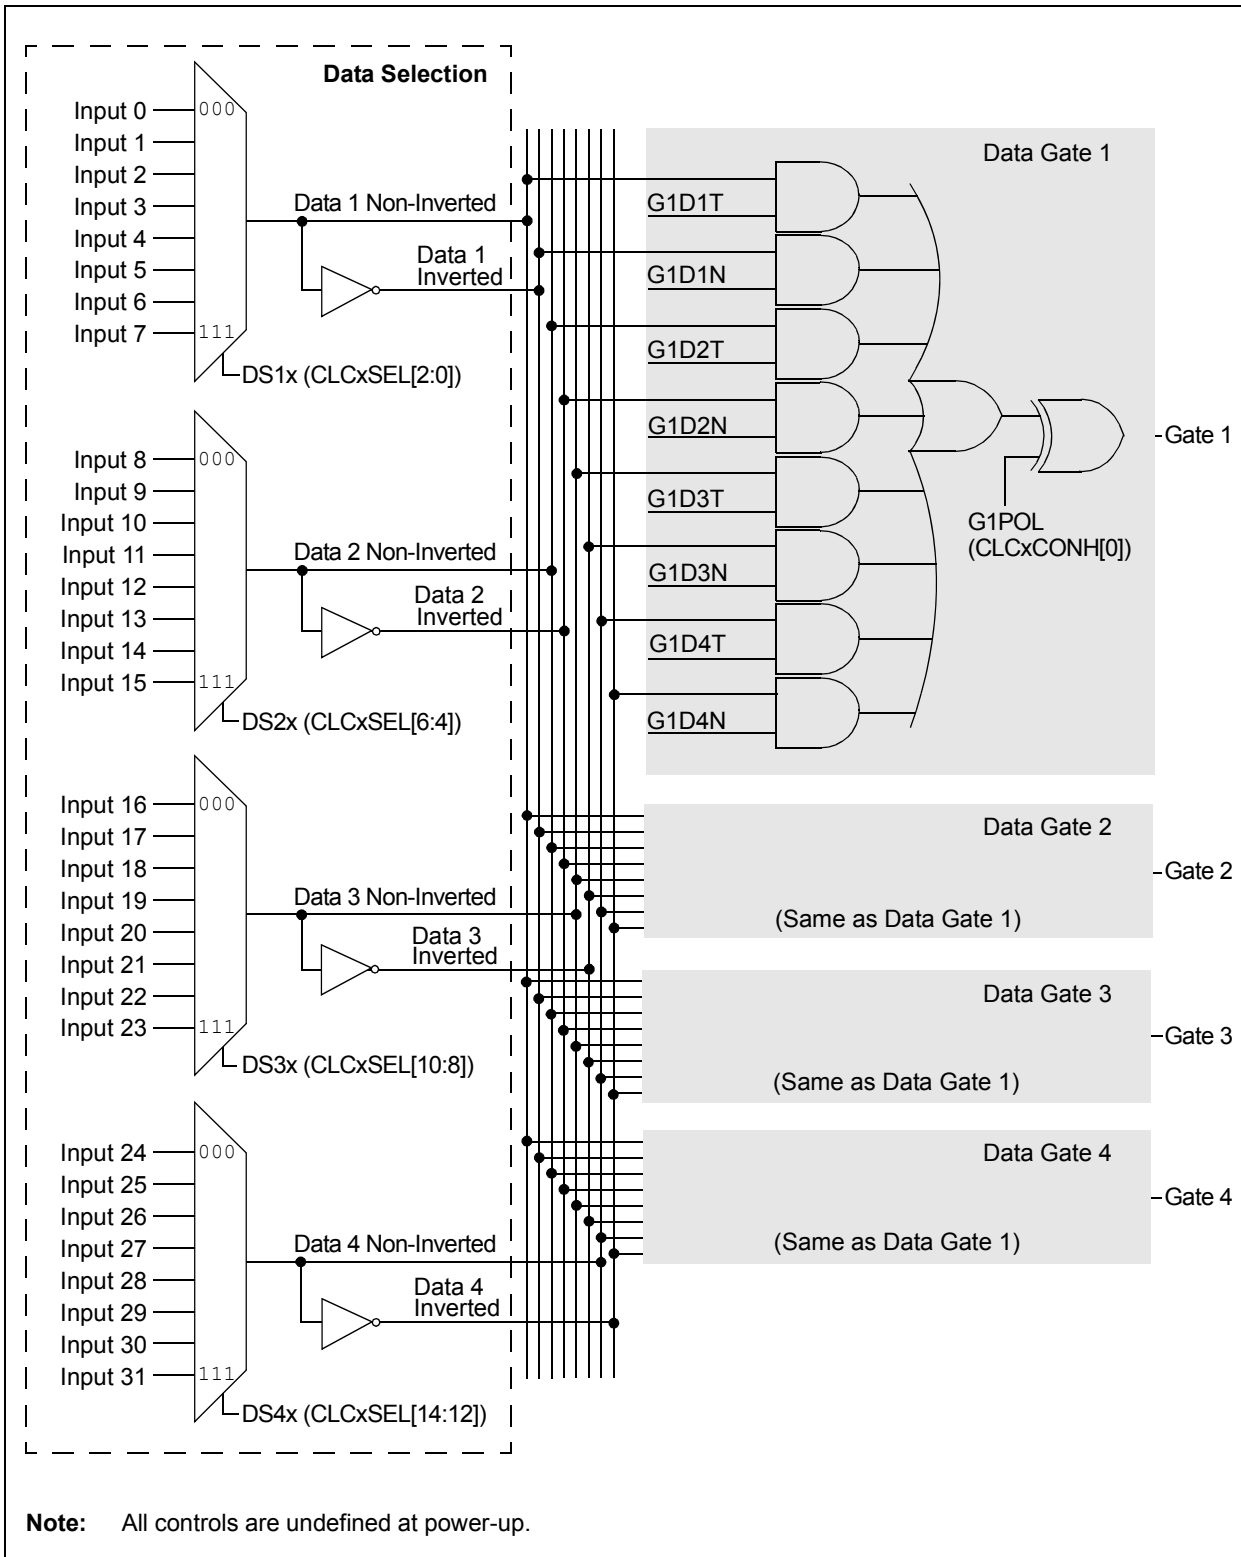 Data Selection
Input 0
000
Input 1
Input 2
Input 3
Input 4
Input 5
Input 6
Input 7
111
Data 1 Non-Inverted
Data 1
Inverted
DS1x (CLCxSEL[2:0])
Input 8
000
Input 9
Input 10
Input 11
Input 12
Input 13
Input 14
Input 15
111
Data 2 Non-Inverted
Data 2
Inverted
DS2x (CLCxSEL[6:4])
Input 16
000
Input 17
Input 18
Input 19
Input 20
Input 21
Input 22
Input 23
111
Data 3 Non-Inverted
Data 3
Inverted
DS3x (CLCxSEL[10:8])
Input 24
000
Input 25
Input 26
Input 27
Input 28
Input 29
Input 30
Input 31
111
Data 4 Non-Inverted
Data 4
Inverted
DS4x (CLCxSEL[14:12])
Data Gate 1
G1D1T
G1D1N
G1D2T
G1D2N
G1D3T
G1D3N
G1D4T
G1D4N
G1POL
(CLCxCONH[0])
Gate 1
Data Gate 2
(Same as Data Gate 1)
Gate 2
Data Gate 3
(Same as Data Gate 1)
Gate 3
Data Gate 4
(Same as Data Gate 1)
Gate 4
Note: All controls are undefined at power-up.